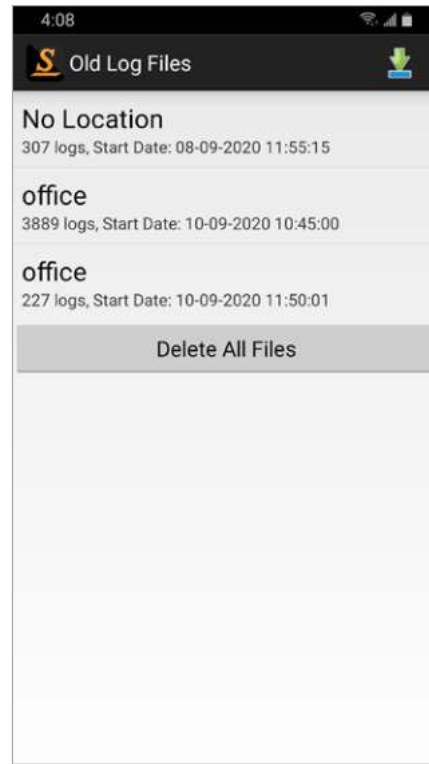 4:08
S Old Log Files
No Location
307 logs, Start Date: 08-09-2020 11:55:15
office
3889 logs, Start Date: 10-09-2020 10:45:00
office
227 logs, Start Date: 10-09-2020 11:50:01
Delete All Files